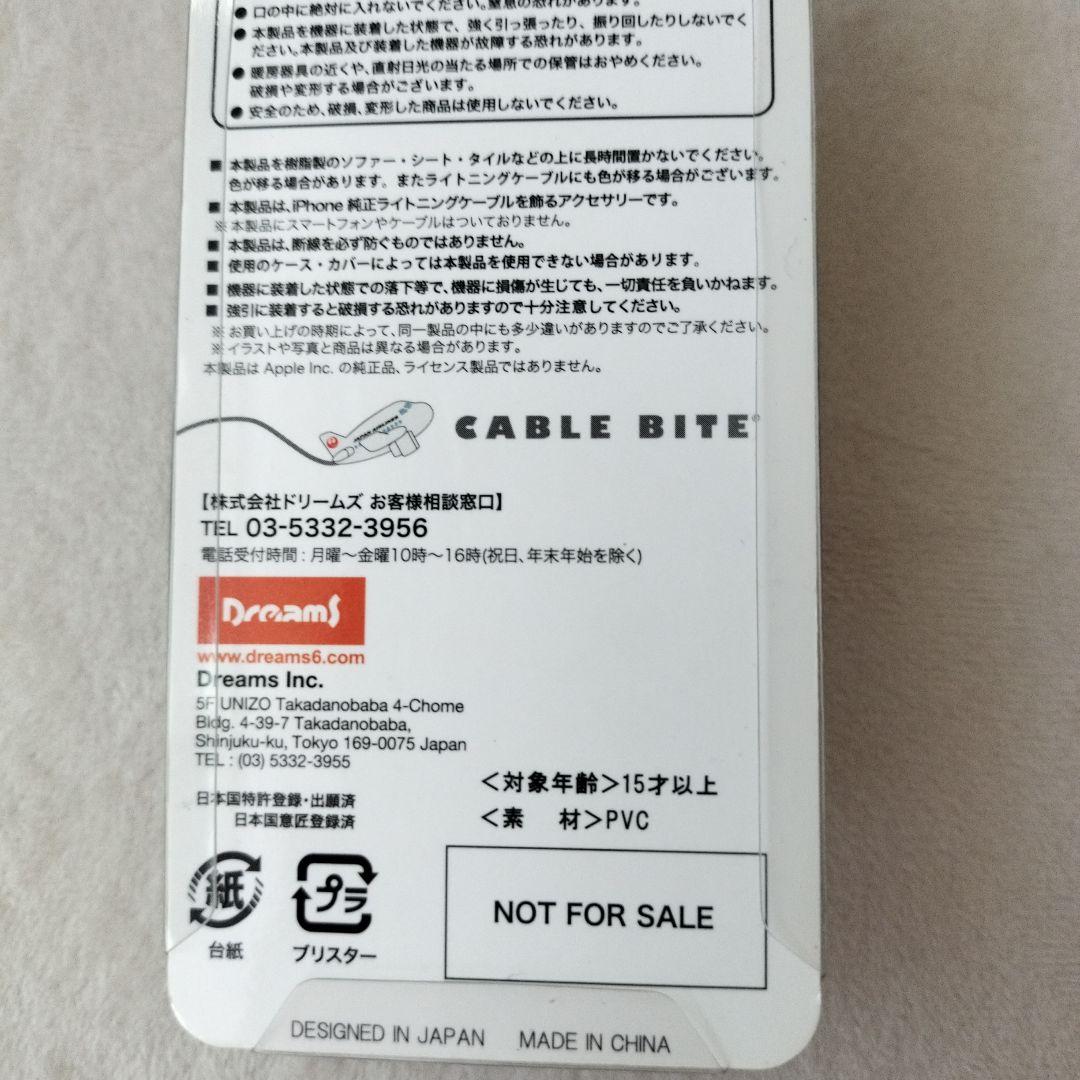 ● 口の中に絶対に入れないでください。窒息の恐れがあります。
● 本製品を機器に装着した状態で、強く引っ張ったり、振り回したりしないでく
ださい。本製品及び装着した機器が故障する恐れがあります。
● 暖房器具の近くや、直射日光の当たる場所での保管はおやめください。
破損や変形する場合がございます。
● 安全のため、破損、変形した商品は使用しないでください。
■ 本製品を樹脂製のソファー・シート・タイルなどの上に長時間置かないでください。
色が移る場合があります。またライトニングケーブルにも色が移る場合がございます。
■ 本製品は、iPhone 純正ライトニングケーブルを飾るアクセサリーです。
※ 本製品にスマートフォンやケーブルはついておりません。
■ 本製品は、断線を必ず防ぐものではありません。
■ 使用のケース・カバーによっては本製品を使用できない場合があります。
■ 機器に装着した状態での落下等で、機器に損傷が生じても、一切責任を負いかねます。
■ 強引に装着すると破損する恐れがありますので十分注意してください。
※ お買い上げの時期によって、同一製品の中にも多少違いがありますのでご了承ください。
※ イラストや写真と商品は異なる場合があります。
本製品は Apple Inc. の純正品、ライセンス製品ではありません。
JAPAN AIRLINES
CABLE BITE®
【株式会社ドリームズ お客様相談窓口】
TEL 03-5332-3956
電話受付時間 : 月曜～金曜10時～16時(祝日、年末年始を除く)
Dreams
www.dreams6.com
Dreams Inc.
5F UNIZO Takadanobaba 4-Chome
Bldg. 4-39-7 Takadanobaba,
Shinjuku-ku, Tokyo 169-0075 Japan
TEL : (03) 5332-3955
日本国特許登録・出願済
日本国意匠登録済
＜対象年齢＞15才以上
＜素 材＞PVC
紙
台紙
プラ
ブリスター
NOT FOR SALE
DESIGNED IN JAPAN MADE IN CHINA